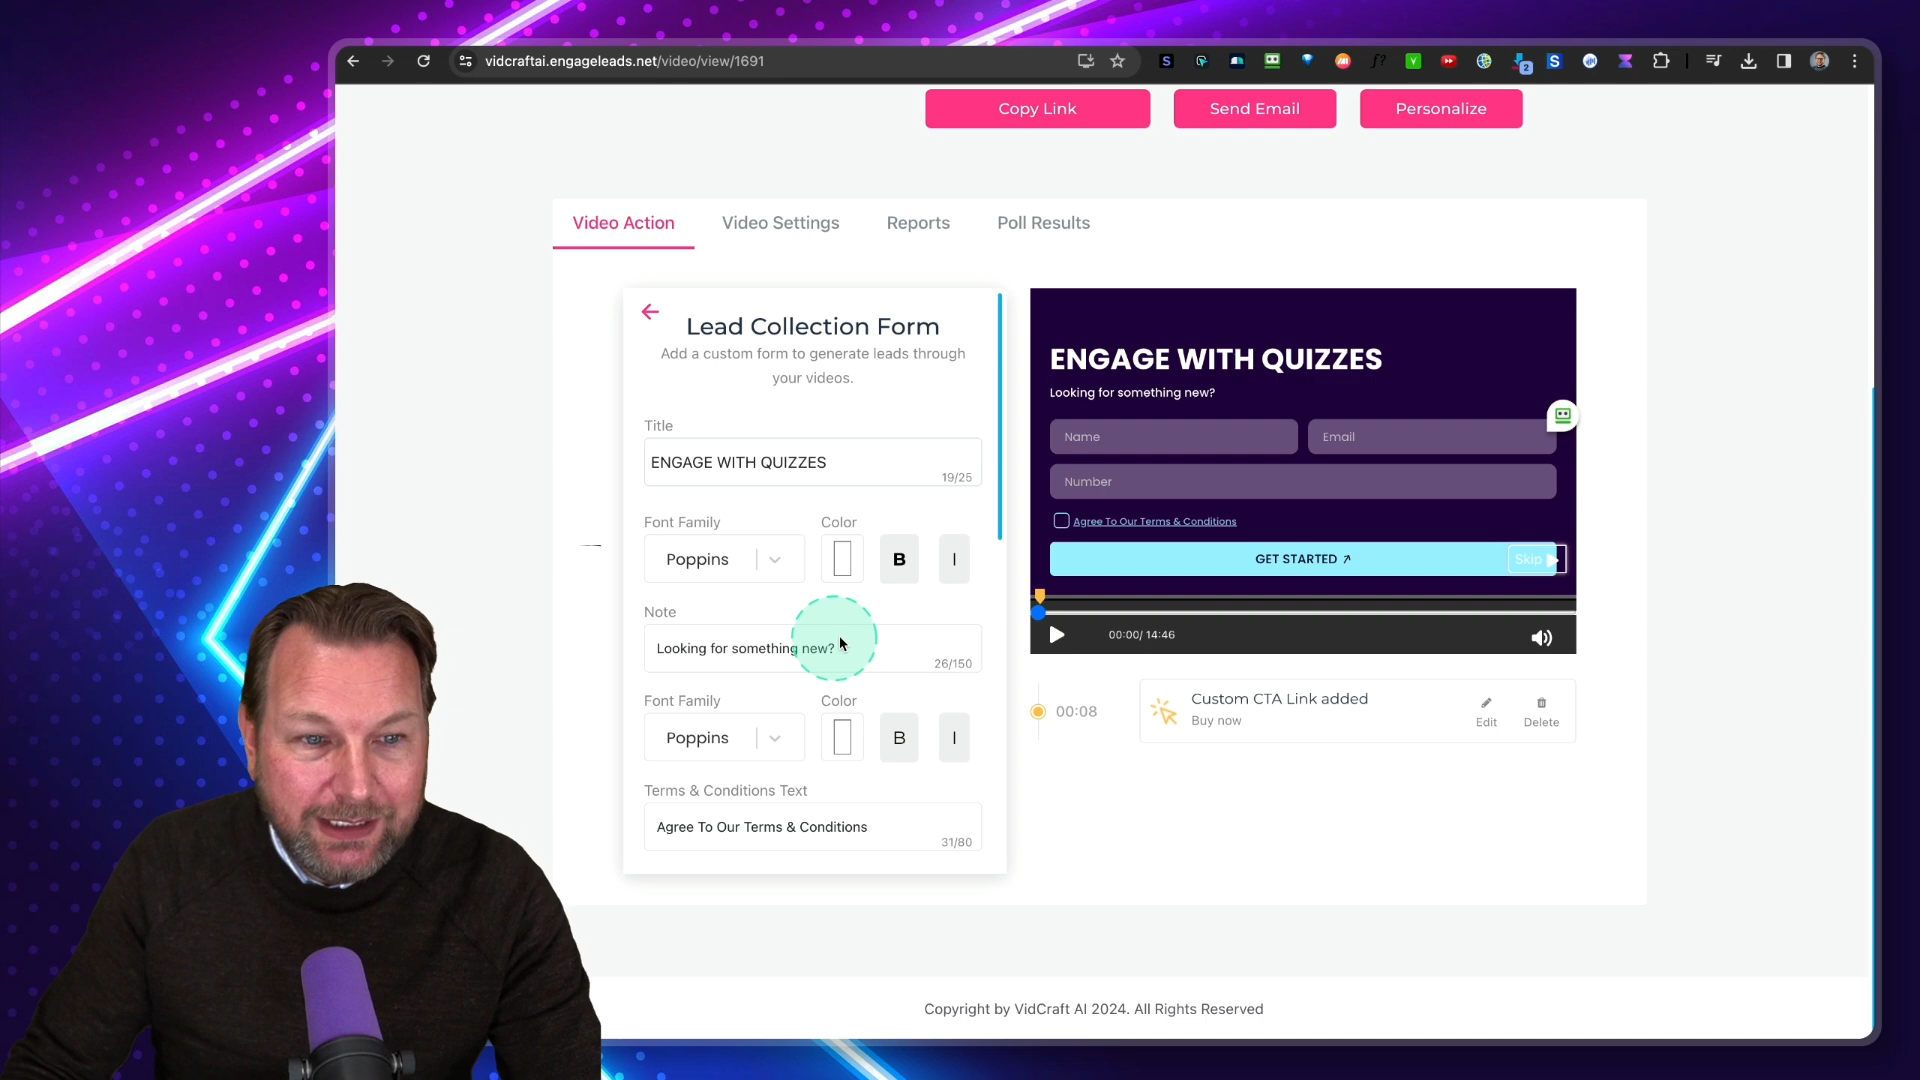 vidcraftai.engageleads.net/video/view/1691
2
Copy Link
Send Email
Personalize
Video Action
Video Settings
Reports
Poll Results
Lead Collection Form
Add a custom form to generate leads through
your videos.
Title
ENGAGE WITH QUIZZES
19/25
Font Family
Color
Poppins
B
I
Note
Looking for something new?
26/150
Font Family
Color
Poppins
B
I
Terms & Conditions Text
Agree To Our Terms & Conditions
31/80
ENGAGE WITH QUIZZES
Looking for something new?
Name
Email
Number
Agree To Our Terms & Conditions
GET STARTED
Skip
00:00/ 14:46
00:08
Custom CTA Link added
Buy now
Edit
Delete
Copyright by VidCraft AI 2024. All Rights Reserved